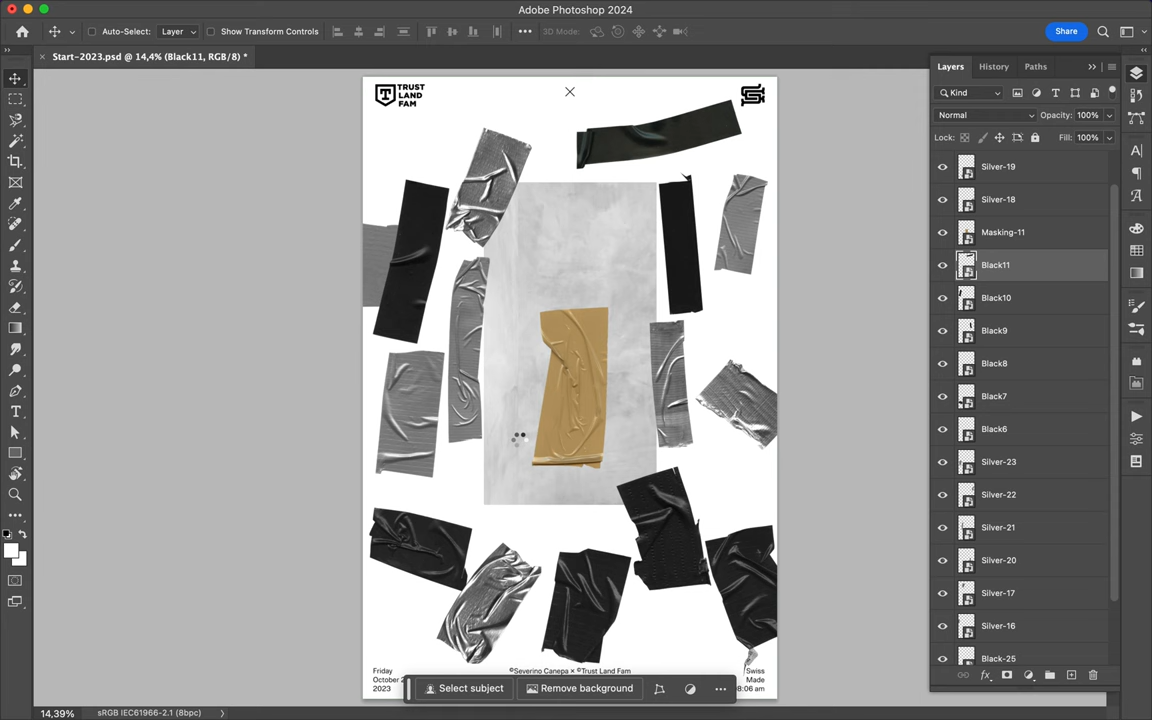 Adobe Photoshop 2024
Auto-Select:
Layer
Show Transform Controls
3D Mode:
Share
Start-2023.psd @ 14,4% (Black11, RGB/8) *
Layers
History
Paths
Kind
Normal
Opacity:
100%
Lock:
Fill:
100%
Silver-19
Silver-18
Masking-11
Black11
Black10
Black9
Black8
Black7
Black6
Silver-23
Silver-22
Silver-21
Silver-20
Silver-17
Silver-16
Black-25
TRUST
LAND
FAM
Friday
October 2
2023
©Severino Canepa × ©Trust Land Fam
Swiss
Made
8:06 am
Select subject
Remove background
14,39%
sRGB IEC61966-2.1 (8bpc)